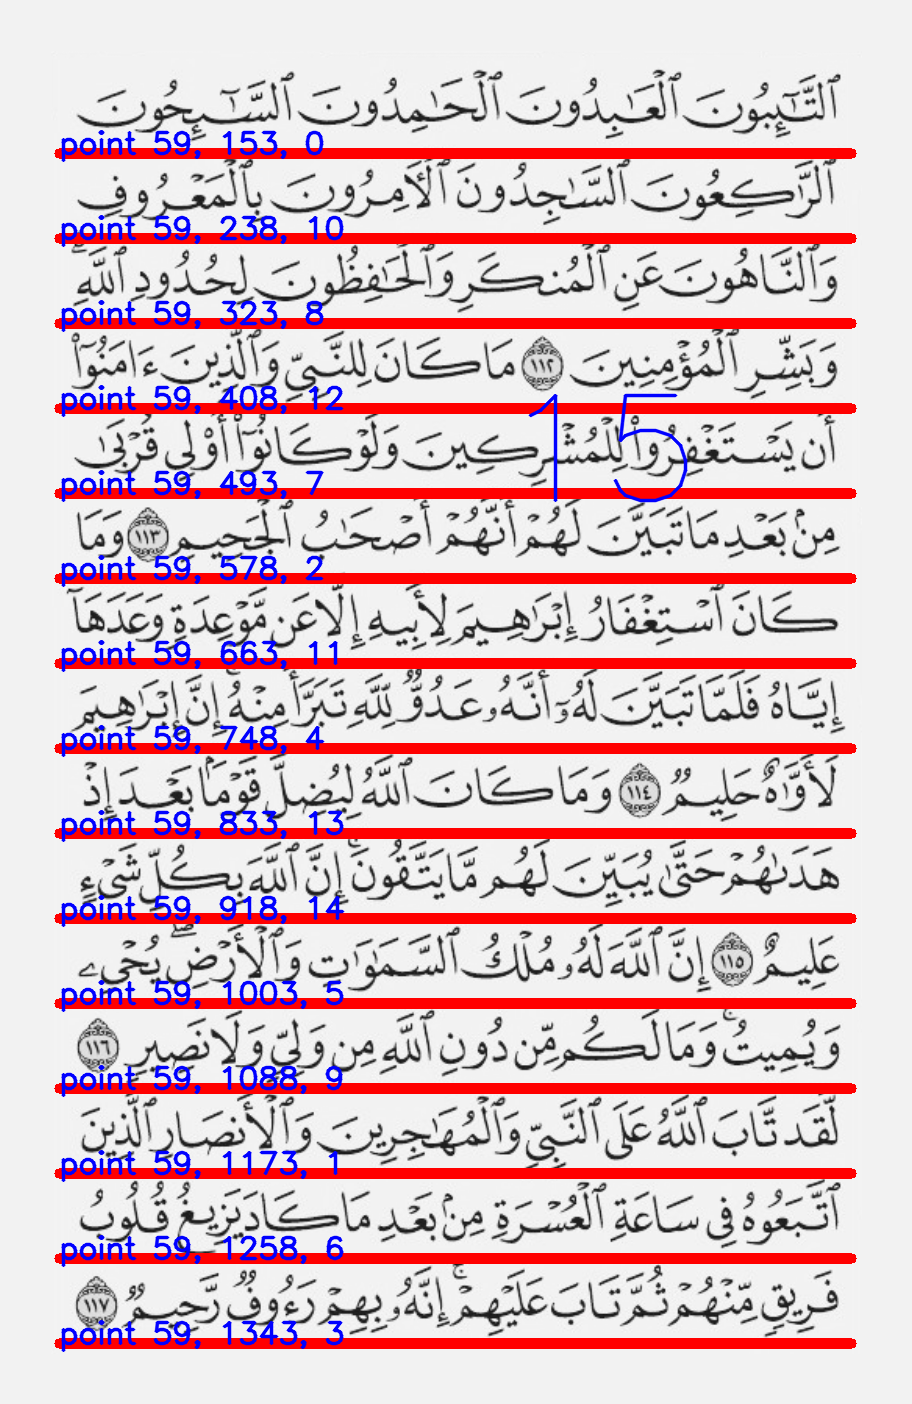 ٱلتَّـٰٓئِبُونَ ٱلْعَـٰبِدُونَ ٱلْحَـٰمِدُونَ ٱلسَّـٰٓئِحُونَ
point 59, 153, 0
ٱلرَّٰكِعُونَ ٱلسَّـٰجِدُونَ ٱلْـَٔامِرُونَ بِٱلْمَعْرُوفِ
point 59, 238, 10
وَٱلنَّاهُونَ عَنِ ٱلْمُنكَرِ وَٱلْحَـٰفِظُونَ لِحُدُودِ ٱللَّهِ ۗ
point 59, 323, 8
وَبَشِّرِ ٱلْمُؤْمِنِينَ ١١٢ مَا كَانَ لِلنَّبِىِّ وَٱلَّذِينَ ءَامَنُوٓا۟
point 59, 408, 12
15
أَن يَسْتَغْفِرُوا۟ لِلْمُشْرِكِينَ وَلَوْ كَانُوٓا۟ أُو۟لِى قُرْبَىٰ
point 59, 493, 7
مِنۢ بَعْدِ مَا تَبَيَّنَ لَهُمْ أَنَّهُمْ أَصْحَـٰبُ ٱلْجَحِيمِ ١١٣ وَمَا
point 59, 578, 2
كَانَ ٱسْتِغْفَارُ إِبْرَٰهِيمَ لِأَبِيهِ إِلَّا عَن مَّوْعِدَةٍ وَعَدَهَآ
point 59, 663, 11
إِيَّاهُ فَلَمَّا تَبَيَّنَ لَهُۥٓ أَنَّهُۥ عَدُوٌّ لِّلَّهِ تَبَرَّأَ مِنْهُ ۚ إِنَّ إِبْرَٰهِيمَ
point 59, 748, 4
لَأَوَّٰهٌ حَلِيمٌ ١١٤ وَمَا كَانَ ٱللَّهُ لِيُضِلَّ قَوْمًۢا بَعْدَ إِذْ
point 59, 833, 13
هَدَىٰهُمْ حَتَّىٰ يُبَيِّنَ لَهُم مَّا يَتَّقُونَ ۚ إِنَّ ٱللَّهَ بِكُلِّ شَىْءٍ
point 59, 918, 14
عَلِيمٌ ١١٥ إِنَّ ٱللَّهَ لَهُۥ مُلْكُ ٱلسَّمَـٰوَٰتِ وَٱلْأَرْضِ ۖ يُحْىِۦ
point 59, 1003, 5
وَيُمِيتُ ۚ وَمَا لَكُم مِّن دُونِ ٱللَّهِ مِن وَلِىٍّ وَلَا نَصِيرٍ ١١٦
point 59, 1088, 9
لَّقَد تَّابَ ٱللَّهُ عَلَى ٱلنَّبِىِّ وَٱلْمُهَـٰجِرِينَ وَٱلْأَنصَارِ ٱلَّذِينَ
point 59, 1173, 1
ٱتَّبَعُوهُ فِى سَاعَةِ ٱلْعُسْرَةِ مِنۢ بَعْدِ مَا كَادَ يَزِيغُ قُلُوبُ
point 59, 1258, 6
فَرِيقٍ مِّنْهُمْ ثُمَّ تَابَ عَلَيْهِمْ ۚ إِنَّهُۥ بِهِمْ رَءُوفٌ رَّحِيمٌ ١١٧
point 59, 1343, 3